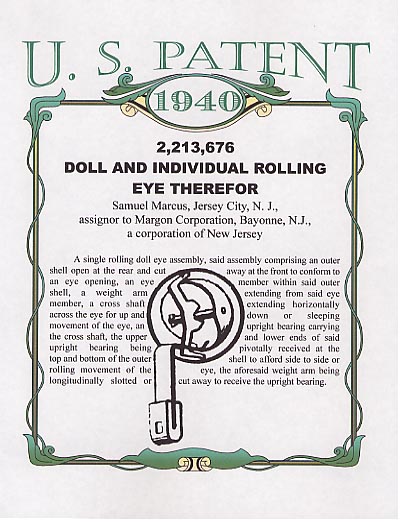 U. S. PATENT
1940
2,213,676
DOLL AND INDIVIDUAL ROLLING
EYE THEREFOR
Samuel Marcus, Jersey City, N. J.,
assignor to Margon Corporation, Bayonne, N.J.,
a corporation of New Jersey
A single rolling doll eye assembly, said assembly comprising an outer
shell open at the rear and cut away at the front to conform to
an eye opening, an eye member within said outer
shell, a weight arm extending from said eye
member, a cross shaft extending horizontally
across the eye for up and down or sleeping
movement of the eye, an upright bearing carrying
the cross shaft, the upper and lower ends of said
upright bearing being pivotally received at the
top and bottom of the outer shell to afford side to side or
rolling movement of the eye, the aforesaid weight arm being
longitudinally slotted or cut away to receive the upright bearing.